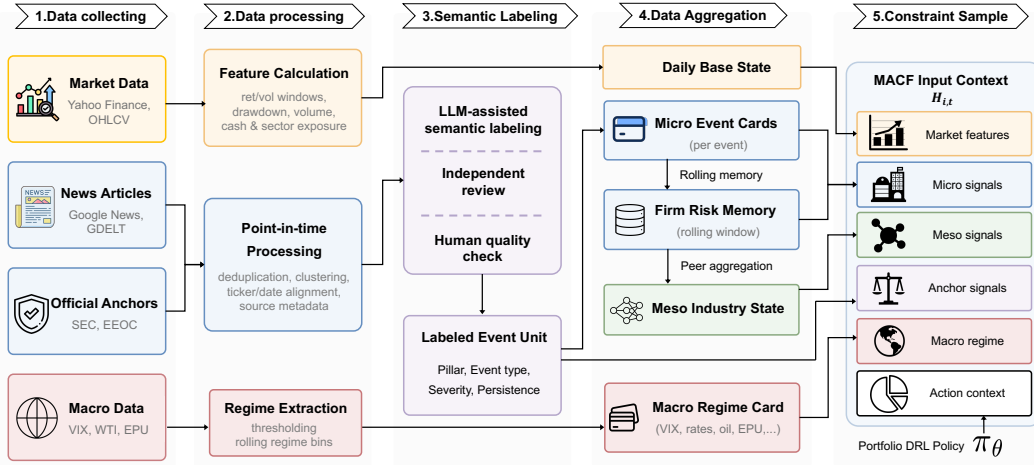 1.Data collecting
2.Data processing
3.Semantic Labeling
4.Data Aggregation
5.Constraint Sample
Market Data
Yahoo Finance,
OHLCV
NEWS
News Articles
Google News,
GDELT
Official Anchors
SEC, EEOC
Macro Data
VIX, WTI, EPU
Feature Calculation
ret/vol windows,
drawdown, volume,
cash & sector exposure
Point-in-time
Processing
deduplication, clustering,
ticker/date alignment,
source metadata
Regime Extraction
thresholding
rolling regime bins
LLM-assisted
semantic labeling
Independent
review
Human quality
check
Labeled Event Unit
Pillar, Event type,
Severity, Persistence
Daily Base State
Micro Event Cards
(per event)
Rolling memory
Firm Risk Memory
(rolling window)
Peer aggregation
Meso Industry State
Macro Regime Card
(VIX, rates, oil, EPU,...)
MACF Input Context
H_{i,t}
Market features
Micro signals
Meso signals
Anchor signals
Macro regime
Action context
Portfolio DRL Policy π_θ